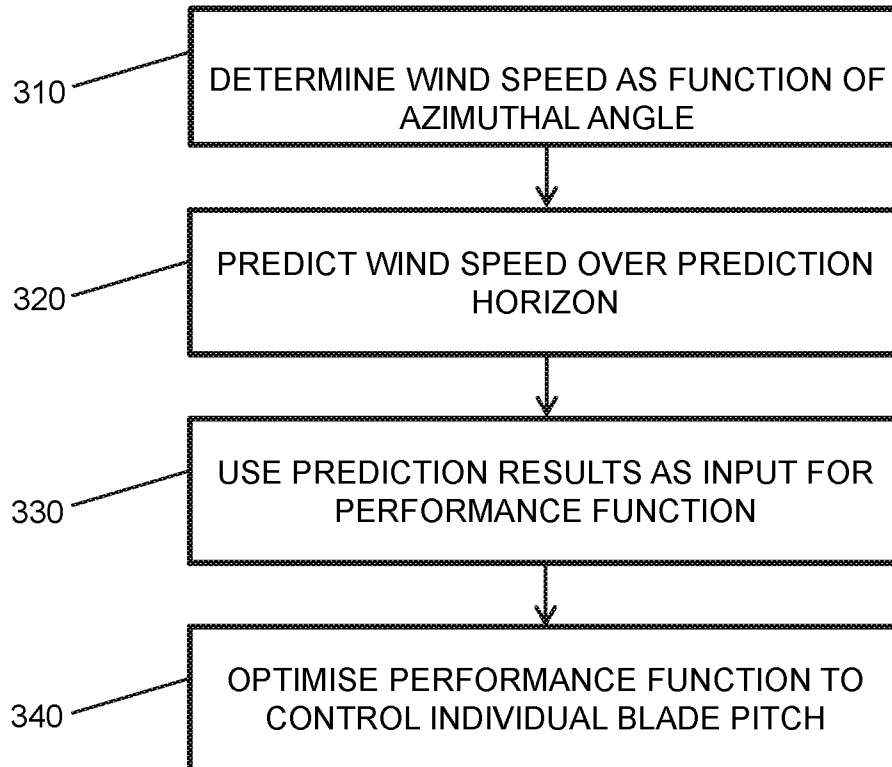 310
DETERMINE WIND SPEED AS FUNCTION OF
AZIMUTHAL ANGLE
320
PREDICT WIND SPEED OVER PREDICTION
HORIZON
330
USE PREDICTION RESULTS AS INPUT FOR
PERFORMANCE FUNCTION
340
OPTIMISE PERFORMANCE FUNCTION TO
CONTROL INDIVIDUAL BLADE PITCH